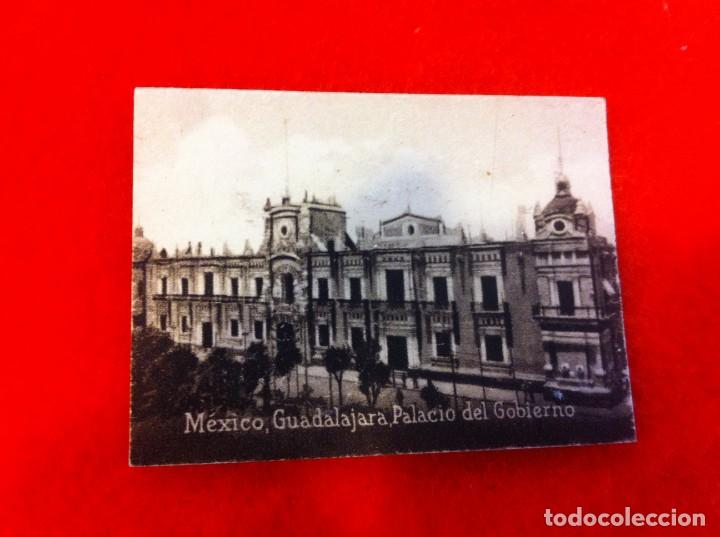 México, Guadalajara, Palacio del Gobierno
todocoleccion